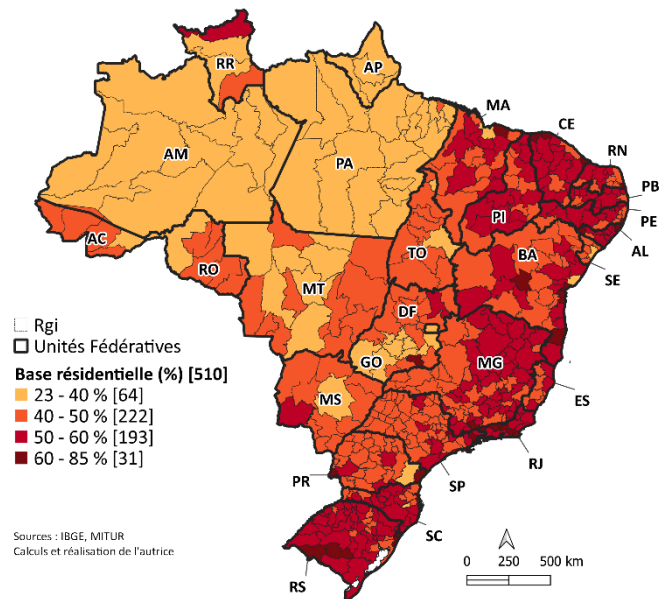 RR
AP
AM
PA
MA
CE
RN
PB
PE
AL
SE
PI
BA
TO
AC
RO
MT
DF
GO
MG
ES
MS
RJ
SP
PR
SC
RS
Rgi
Unités Fédératives
Base résidentielle (%) [510]
23 - 40 % [64]
40 - 50 % [222]
50 - 60 % [193]
60 - 85 % [31]
Sources : IBGE, MITUR
Calculs et réalisation de l'autrice
0 250 500 km